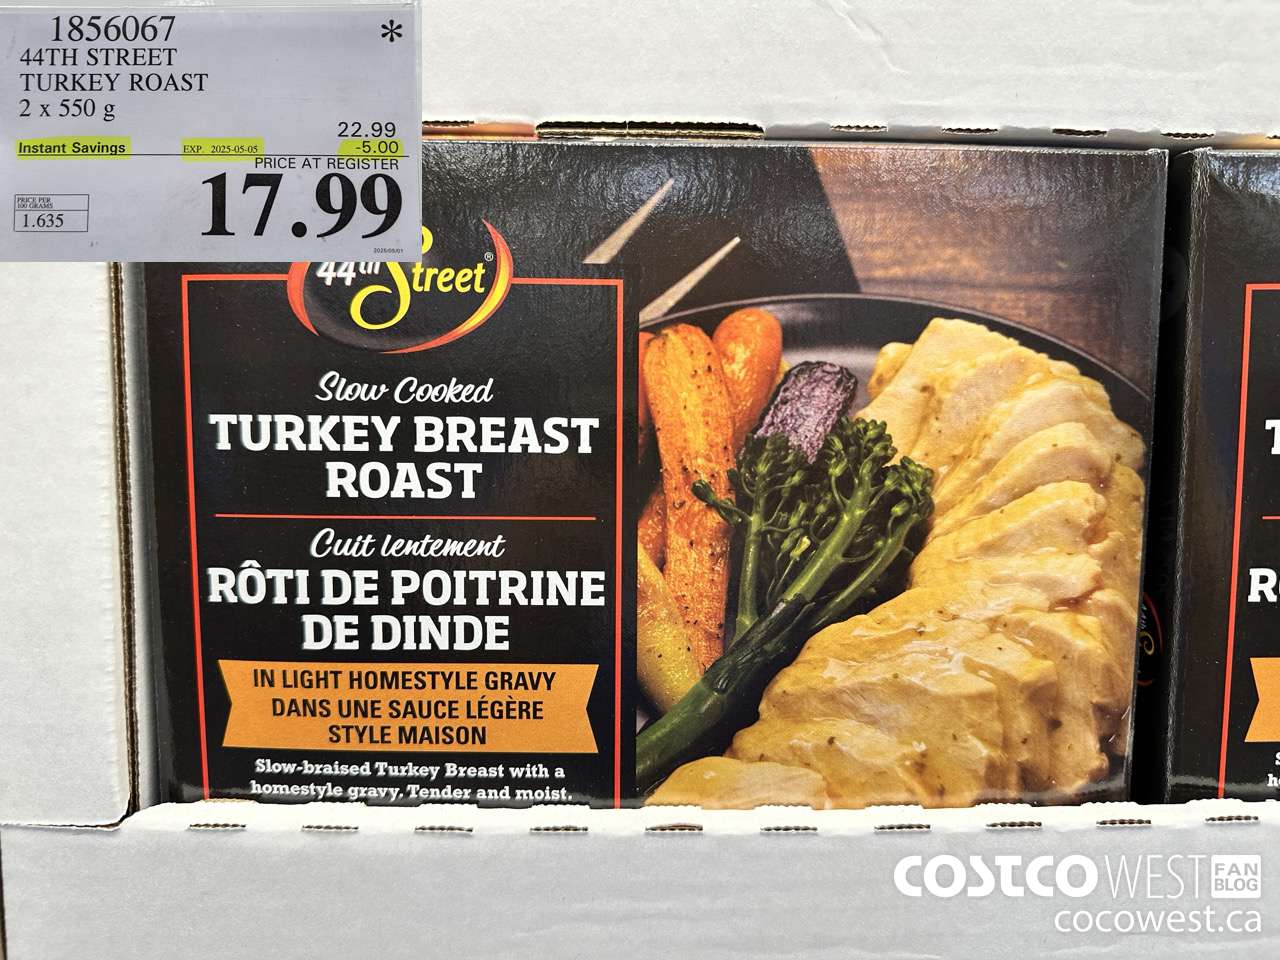 1856067 *
44TH STREET
TURKEY ROAST
2 x 550 g
22.99
Instant Savings EXP. 2025-05-05 -5.00
PRICE AT REGISTER
17.99
PRICE PER
100 GRAMS
1.635
44th Street®
Slow Cooked
TURKEY BREAST
ROAST
Cuit lentement
RÔTI DE POITRINE
DE DINDE
IN LIGHT HOMESTYLE GRAVY
DANS UNE SAUCE LÉGÈRE
STYLE MAISON
Slow-braised Turkey Breast with a
homestyle gravy. Tender and moist.
COSTCO WEST FAN
BLOG
cocowest.ca